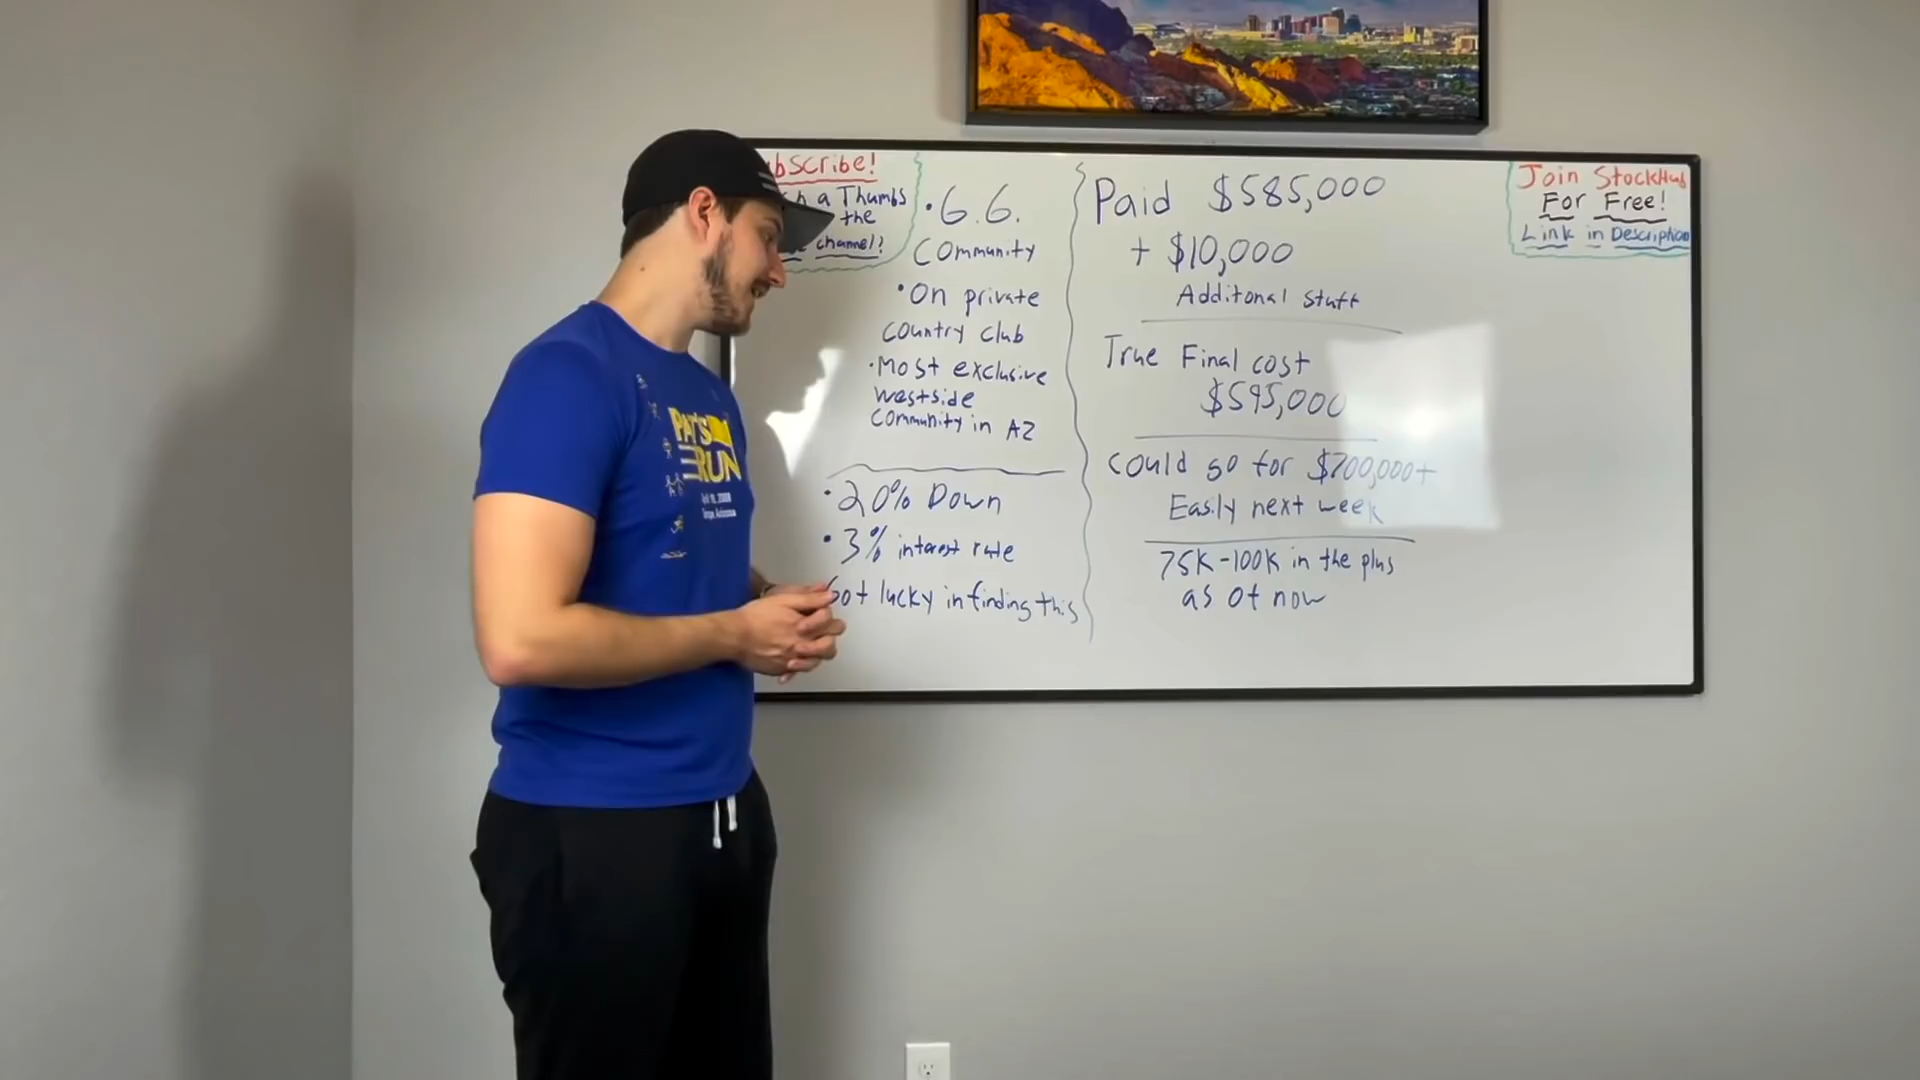 bscribe!
a Thumbs
the
channel?
• G.G.
Community
• On private
country club
• Most exclusive
westside
community in AZ
• 20% Down
• 3% interest rate
Got lucky in finding this
Paid $585,000
+ $10,000
Additonal stuff
True Final cost
$595,000
Could go for $700,000+
Easily next week
75K-100K in the plus
as of now
Join StockHub
For Free!
Link in Description
PAT'S
RUN